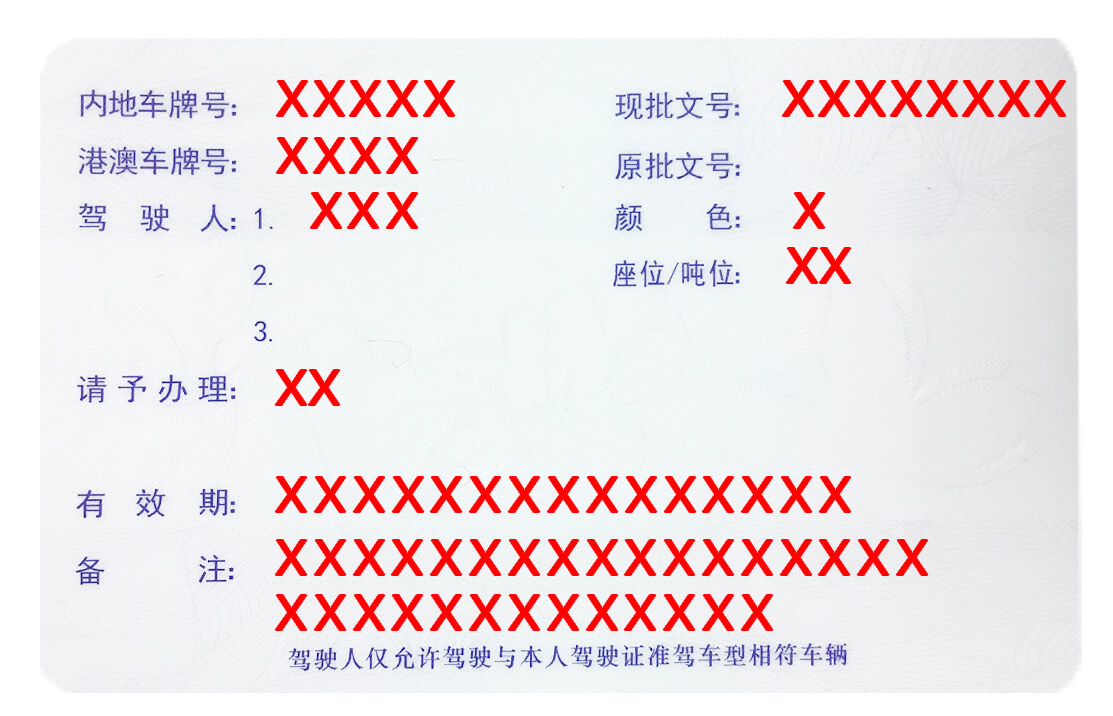 内地车牌号: XXXXX 现批文号: XXXXXXXX
港澳车牌号: XXXX 原批文号:
驾驶人: 1. XXX 颜色: X
2. 座位/吨位: XX
3.
请予办理: XX
有效期: XXXXXXXXXXXXXXX
备注: XXXXXXXXXXXXXXXXX
XXXXXXXXXXXXX
驾驶人仅允许驾驶与本人驾驶证准驾车型相符车辆